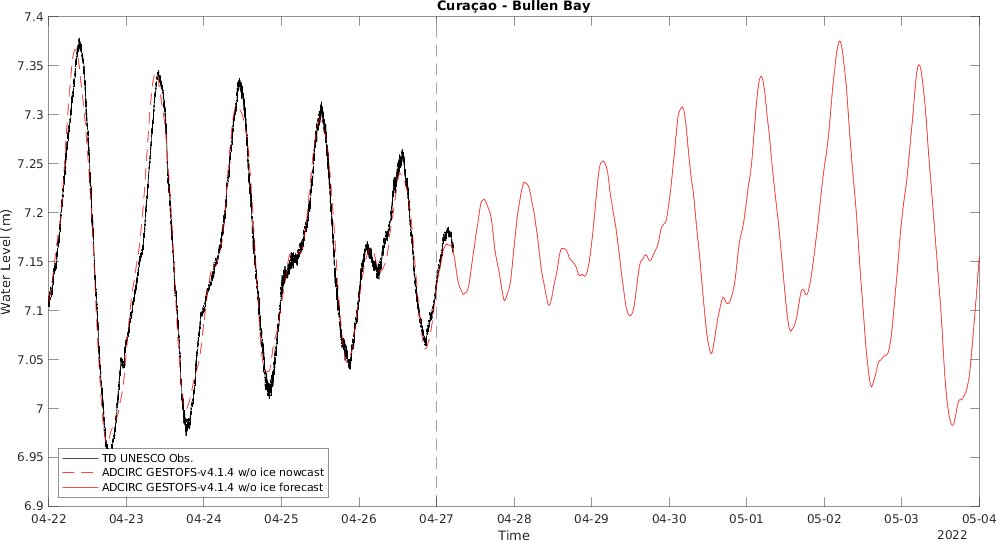 Curaçao - Bullen Bay
Water Level (m)
7.4
7.35
7.3
7.25
7.2
7.15
7.1
7.05
7
6.95
6.9
TD UNESCO Obs.
ADCIRC GESTOFS-v4.1.4 w/o ice nowcast
ADCIRC GESTOFS-v4.1.4 w/o ice forecast
04-22 04-23 04-24 04-25 04-26 04-27 04-28 04-29 04-30 05-01 05-02 05-03 05-04
Time
2022